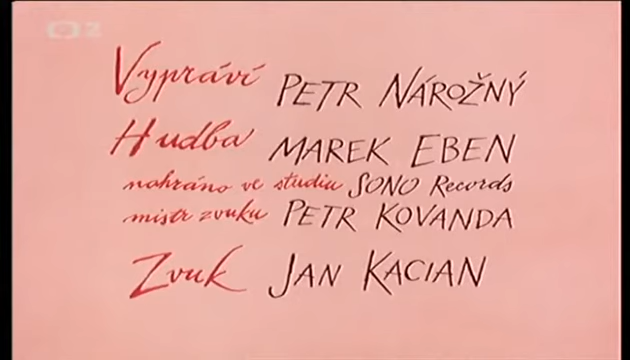 Vypráví PETR NÁROŽNÝ
Hudba MAREK EBEN
nahráno ve studiu SONO Records
mistr zvuku PETR KOVANDA
Zvuk JAN KACIAN